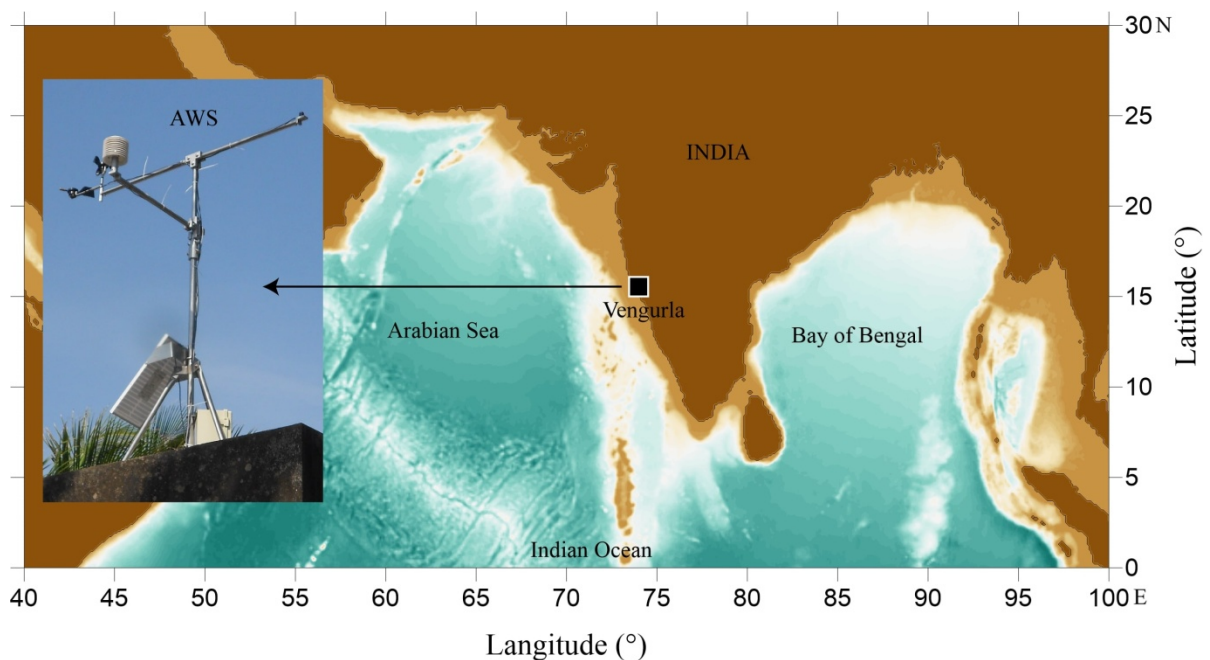 30 N
AWS
25
INDIA
20
Latitude (°)
15
Vengurla
Arabian Sea
Bay of Bengal
10
5
Indian Ocean
0
40 45 50 55 60 65 70 75 80 85 90 95 100 E
Langitude (°)